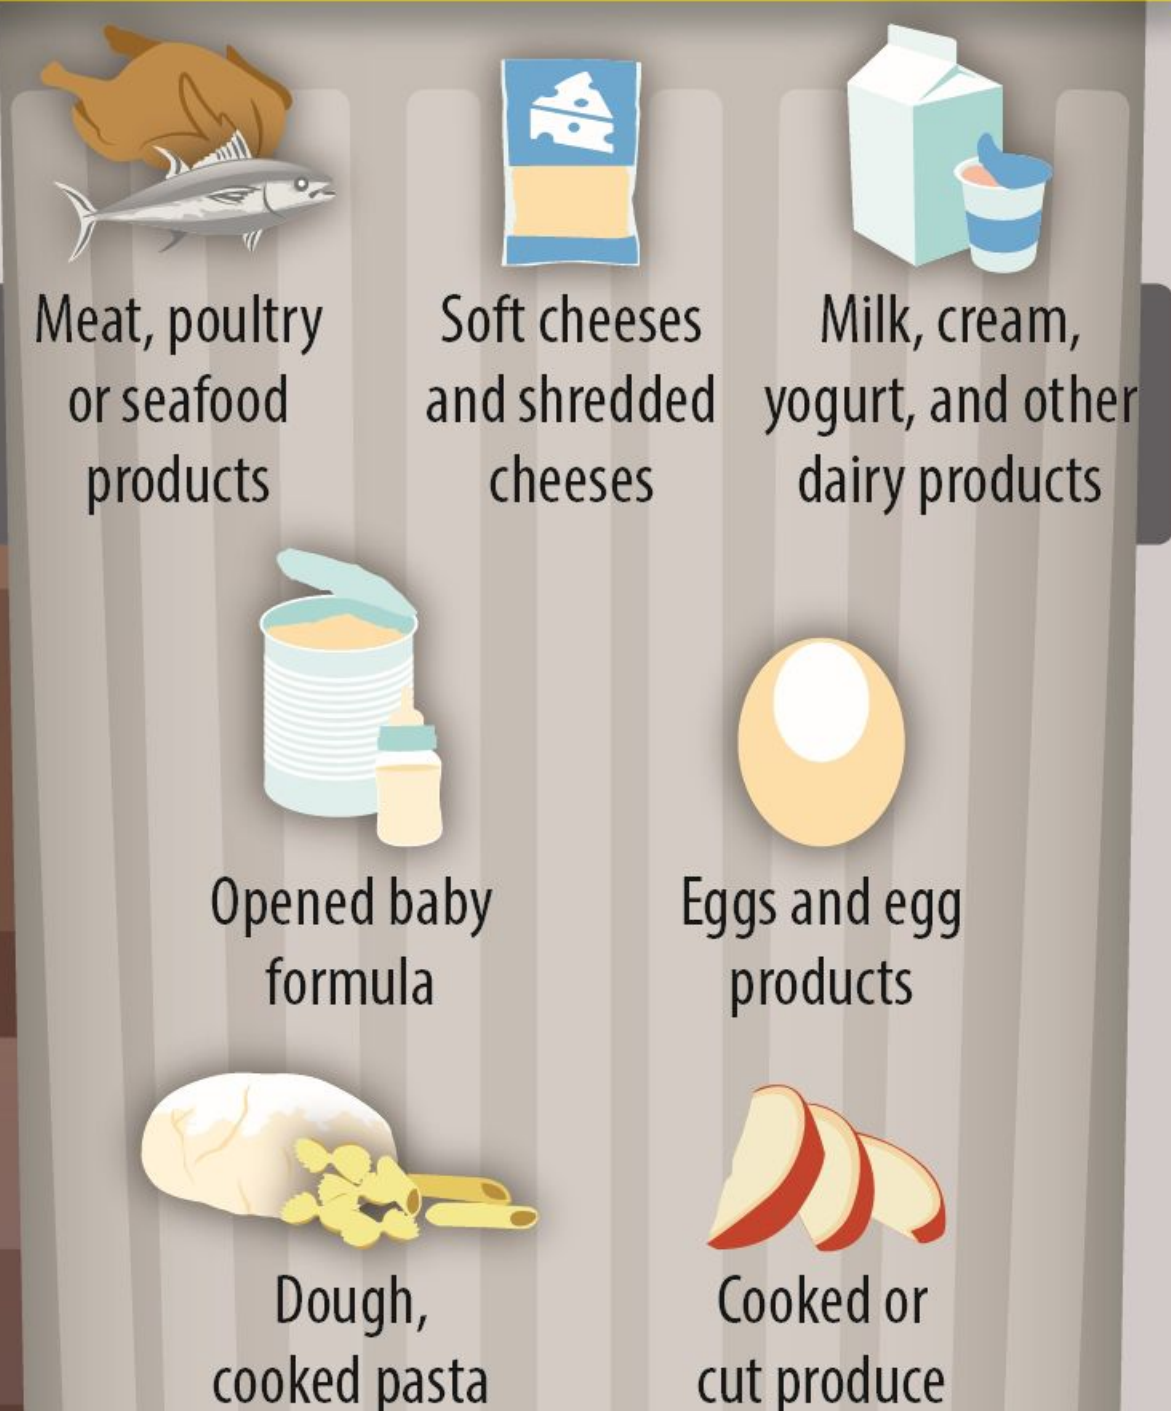 Meat, poultry
or seafood
products
Soft cheeses
and shredded
cheeses
Milk, cream,
yogurt, and other
dairy products
Opened baby
formula
Eggs and egg
products
Dough,
cooked pasta
Cooked or
cut produce